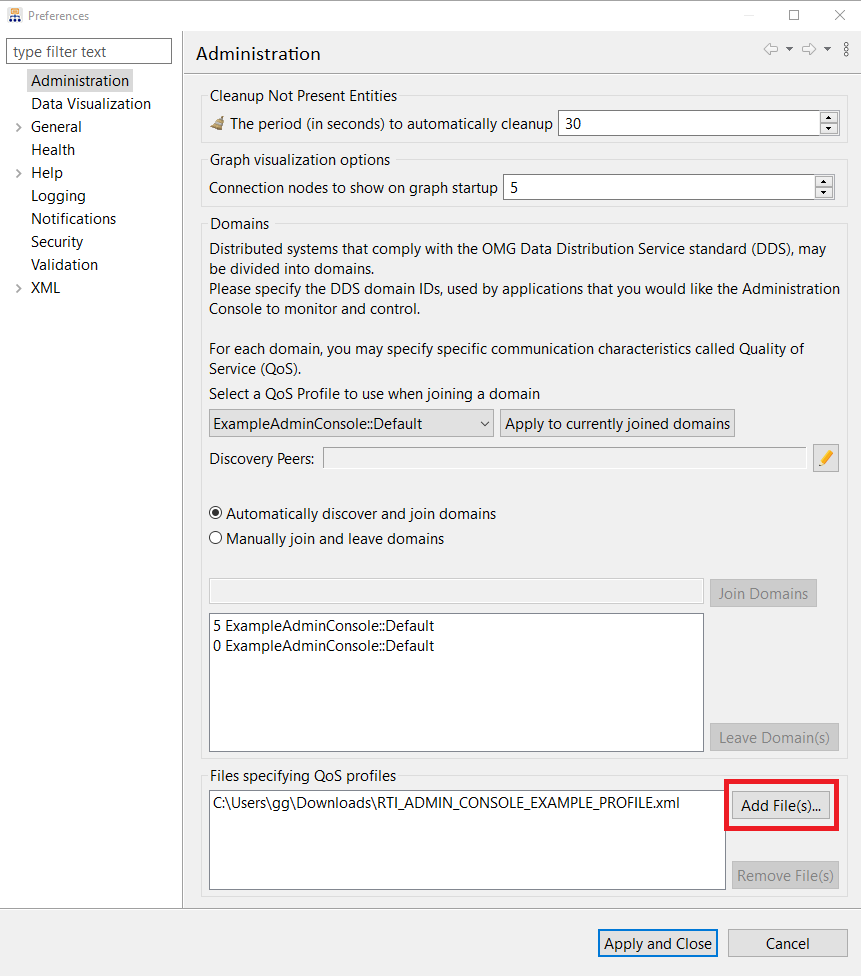 Preferences
type filter text
Administration
Data Visualization
General
Health
Help
Logging
Notifications
Security
Validation
XML
Administration
Cleanup Not Present Entities
The period (in seconds) to automatically cleanup 30
Graph visualization options
Connection nodes to show on graph startup 5
Domains
Distributed systems that comply with the OMG Data Distribution Service standard (DDS), may
be divided into domains.
Please specify the DDS domain IDs, used by applications that you would like the Administration
Console to monitor and control.
For each domain, you may specify specific communication characteristics called Quality of
Service (QoS).
Select a QoS Profile to use when joining a domain
ExampleAdminConsole::Default Apply to currently joined domains
Discovery Peers:
Automatically discover and join domains
Manually join and leave domains
Join Domains
5 ExampleAdminConsole::Default
0 ExampleAdminConsole::Default
Leave Domain(s)
Files specifying QoS profiles
C:\Users\gg\Downloads\RTI_ADMIN_CONSOLE_EXAMPLE_PROFILE.xml
Add File(s)...
Remove File(s)
Apply and Close Cancel